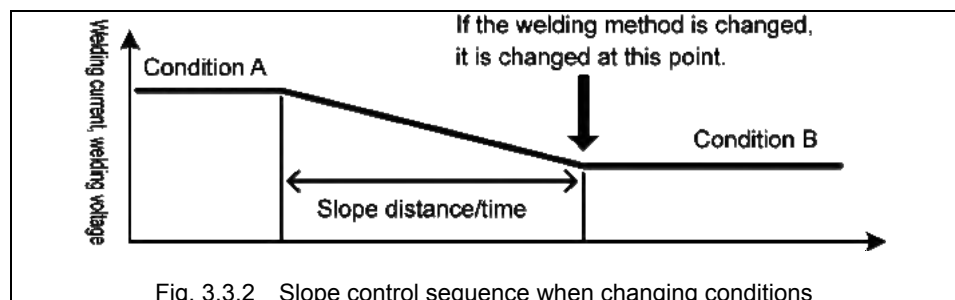 If the welding method is changed,
it is changed at this point.
Welding current, welding voltage
Condition A
Condition B
Slope distance/time
Fig. 3.3.2 Slope control sequence when changing conditions